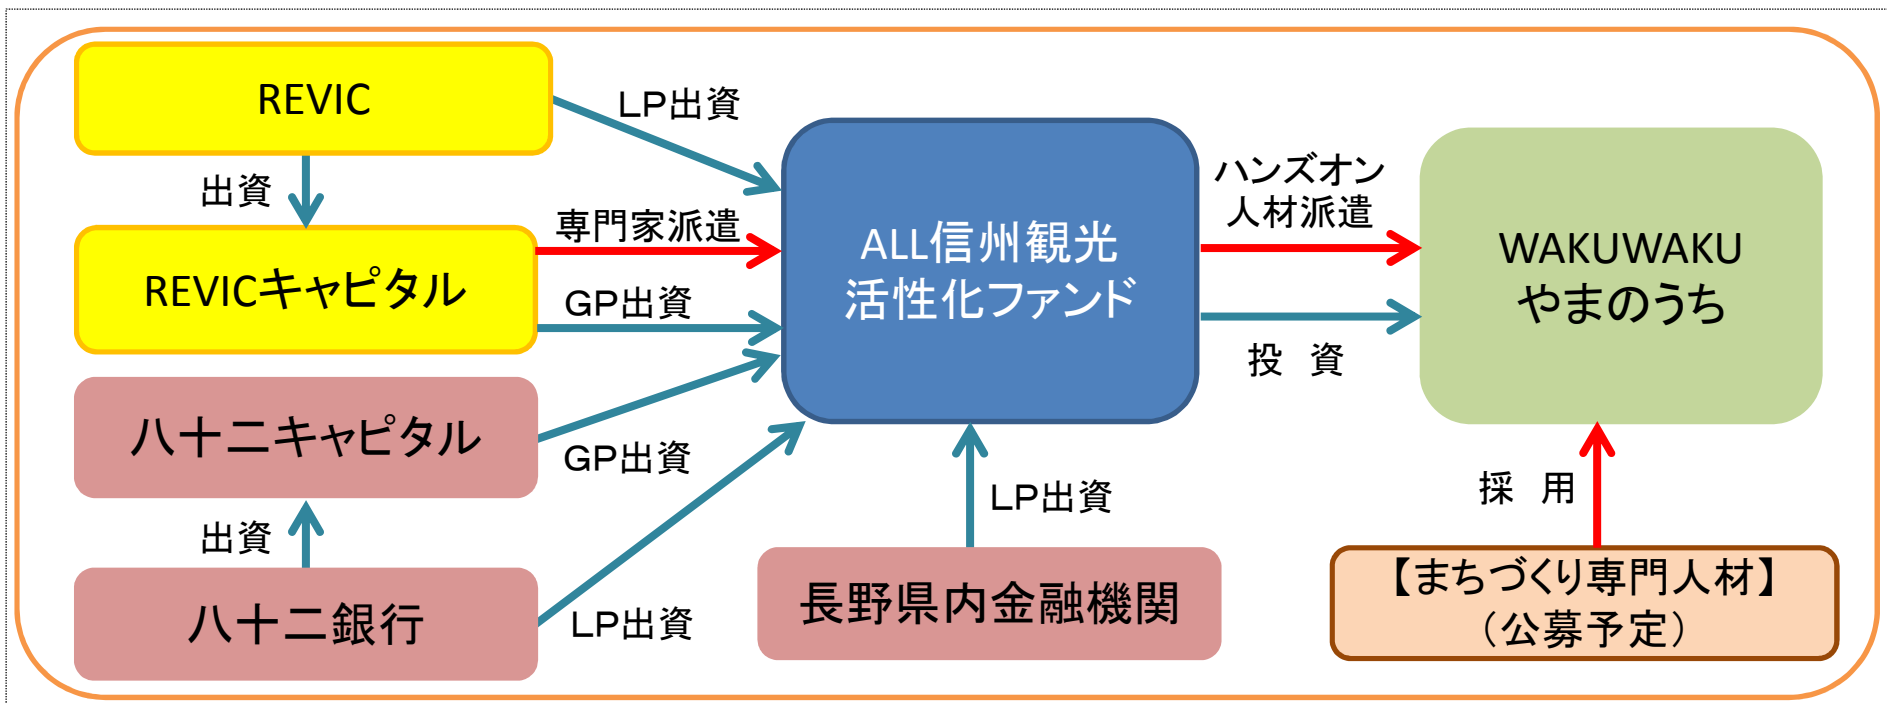 REVIC
LP出資
出資
REVICキャピタル
専門家派遣
GP出資
八十二キャピタル
GP出資
出資
八十二銀行
LP出資
ALL信州観光
活性化ファンド
LP出資
長野県内金融機関
ハンズオン
人材派遣
投　資
WAKUWAKU
やまのうち
採　用
【まちづくり専門人材】
（公募予定）